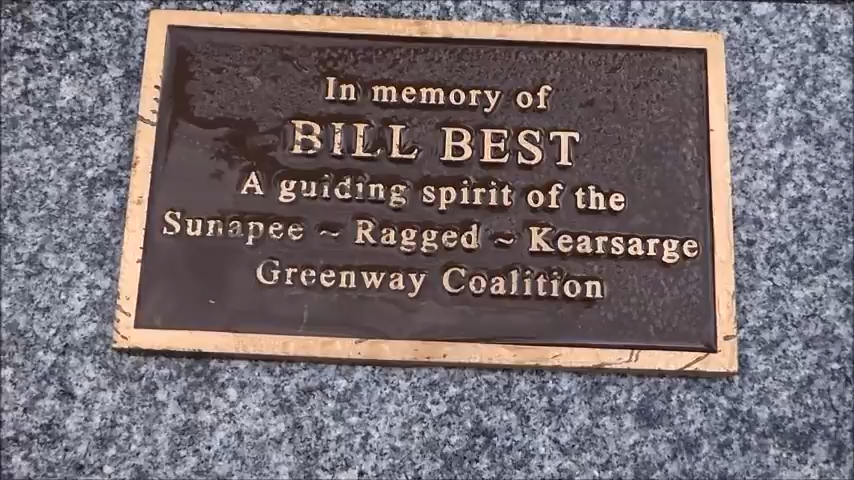 In memory of
BILL BEST
A guiding spirit of the
Sunapee ~ Ragged ~ Kearsarge
Greenway Coalition